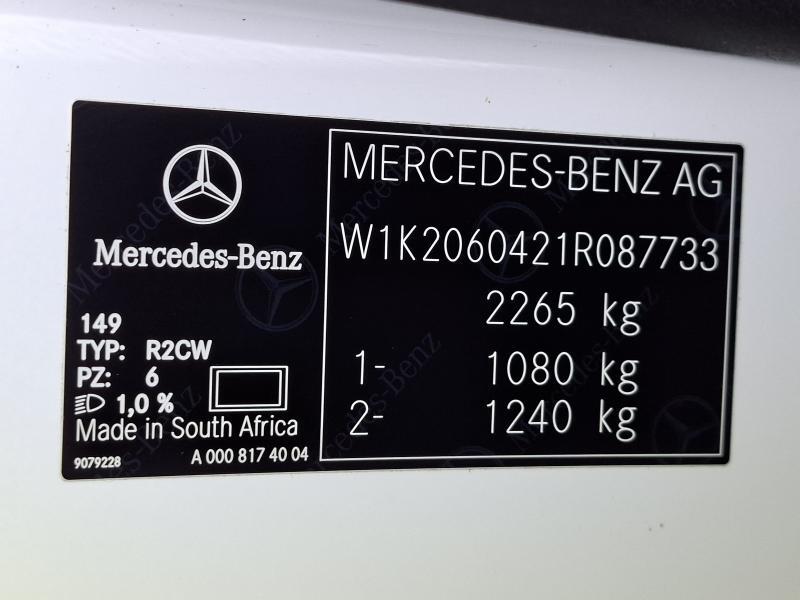 Mercedes-Benz
149
TYP: R2CW
PZ: 6
1,0 %
Made in South Africa
9079228 A 000 817 40 04
MERCEDES-BENZ AG
W1K2060421R087733
2265 kg
1- 1080 kg
2- 1240 kg